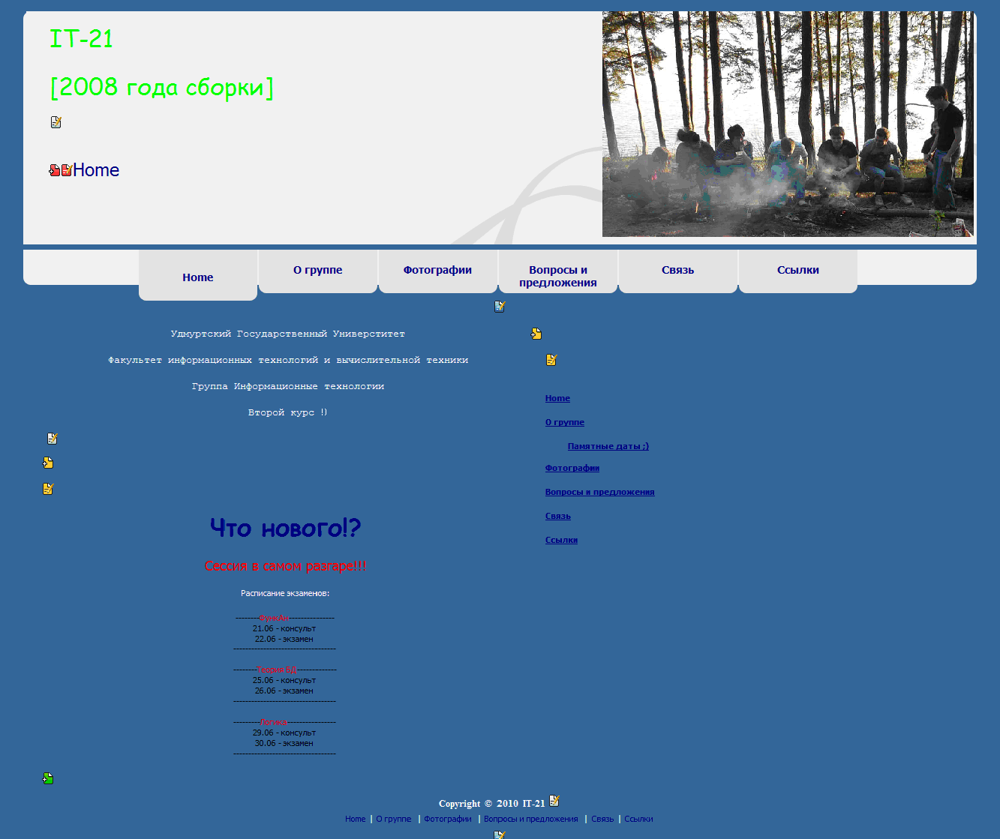 IT-21
[2008 года сборки]
Home
Home
О группе
Фотографии
Вопросы и предложения
Связь
Ссылки
Удмуртский Государственный Универститет
Факультет информационных технологий и вычислительной техники
Группа Информационные технологии
Второй курс !)
Home
О группе
Памятные даты ;)
Фотографии
Вопросы и предложения
Связь
Ссылки
Что нового!?
Сессия в самом разгаре!!!
Расписание экзаменов:
--------ФункАн---------------
21.06 - консульт
22.06 - экзамен
----------------------------------
--------Теория БД-------------
25.06 - консульт
26.06 - экзамен
----------------------------------
---------Логика----------------
29.06 - консульт
30.06 - экзамен
----------------------------------
Copyright © 2010 IT-21
Home | О группе | Фотографии | Вопросы и предложения | Связь | Ссылки